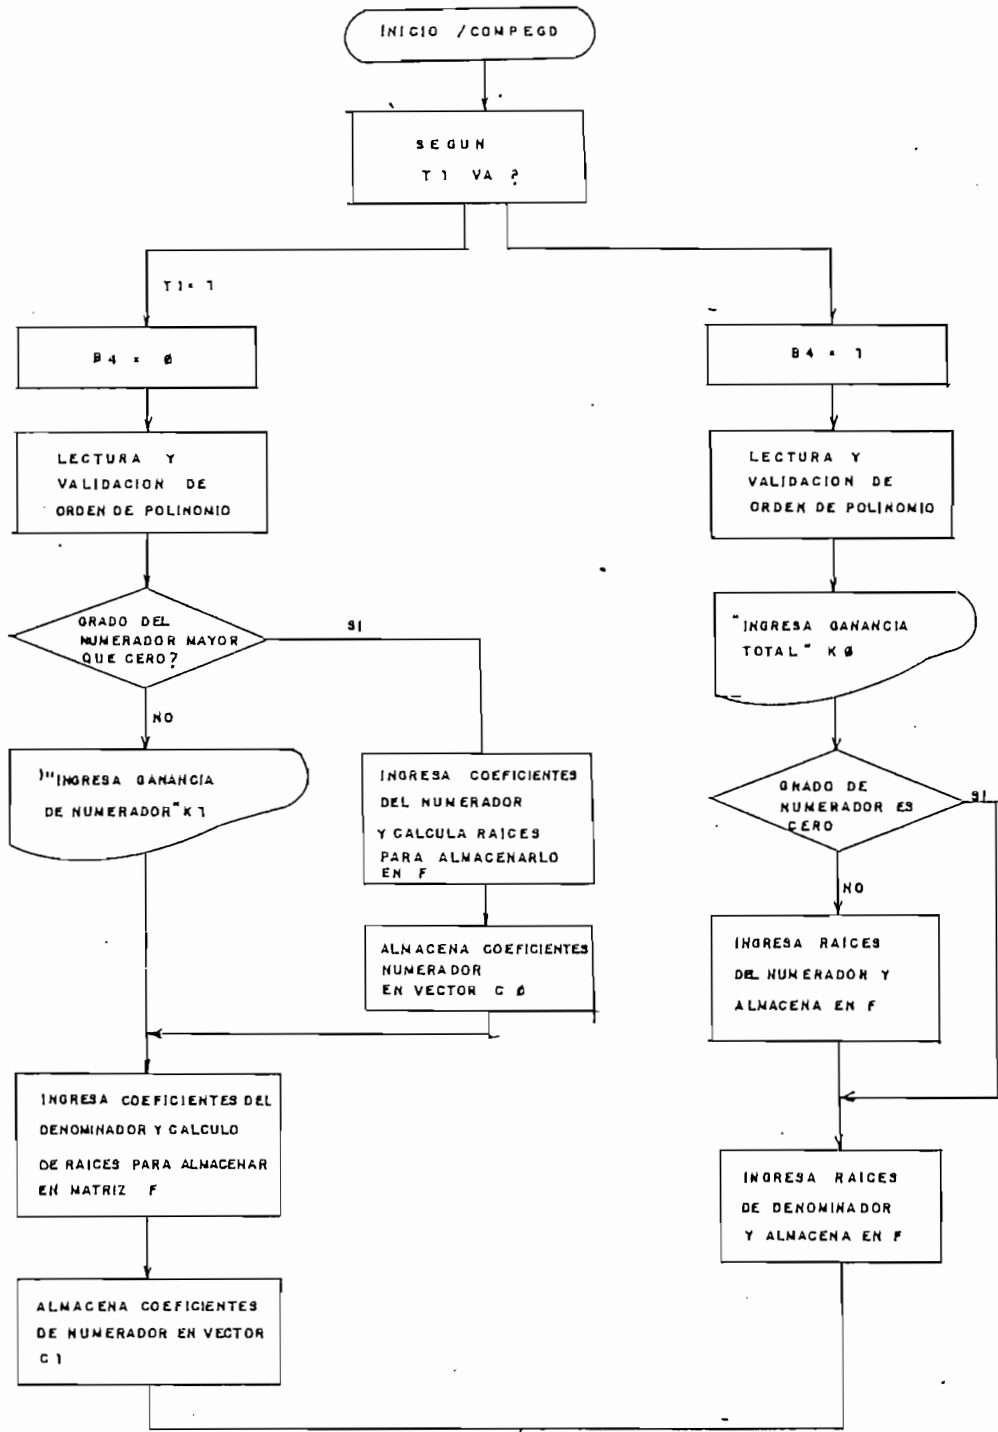 INICIO / COMPEGD
SEGUN
T1 VA ?
T1 = 1
B4 = Ø
LECTURA Y
VALIDACION DE
ORDEN DE POLINOMIO
GRADO DEL
NUMERADOR MAYOR
QUE CERO?
SI
NO
)"INGRESA GANANCIA
DE NUMERADOR" K1
INGRESA COEFICIENTES
DEL NUMERADOR
Y CALCULA RAICES
PARA ALMACENARLO
EN F
ALMACENA COEFICIENTES
NUMERADOR
EN VECTOR C Ø
INGRESA COEFICIENTES DEL
DENOMINADOR Y CALCULO
DE RAICES PARA ALMACENAR
EN MATRIZ F
ALMACENA COEFICIENTES
DE NUMERADOR EN VECTOR
C1
B4 = 1
LECTURA Y
VALIDACION DE
ORDEN DE POLINOMIO
"INGRESA GANANCIA
TOTAL" K Ø
GRADO DE
NUMERADOR ES
CERO
SI
NO
INGRESA RAICES
DEL NUMERADOR Y
ALMACENA EN F
INGRESA RAICES
DE DENOMINADOR
Y ALMACENA EN F